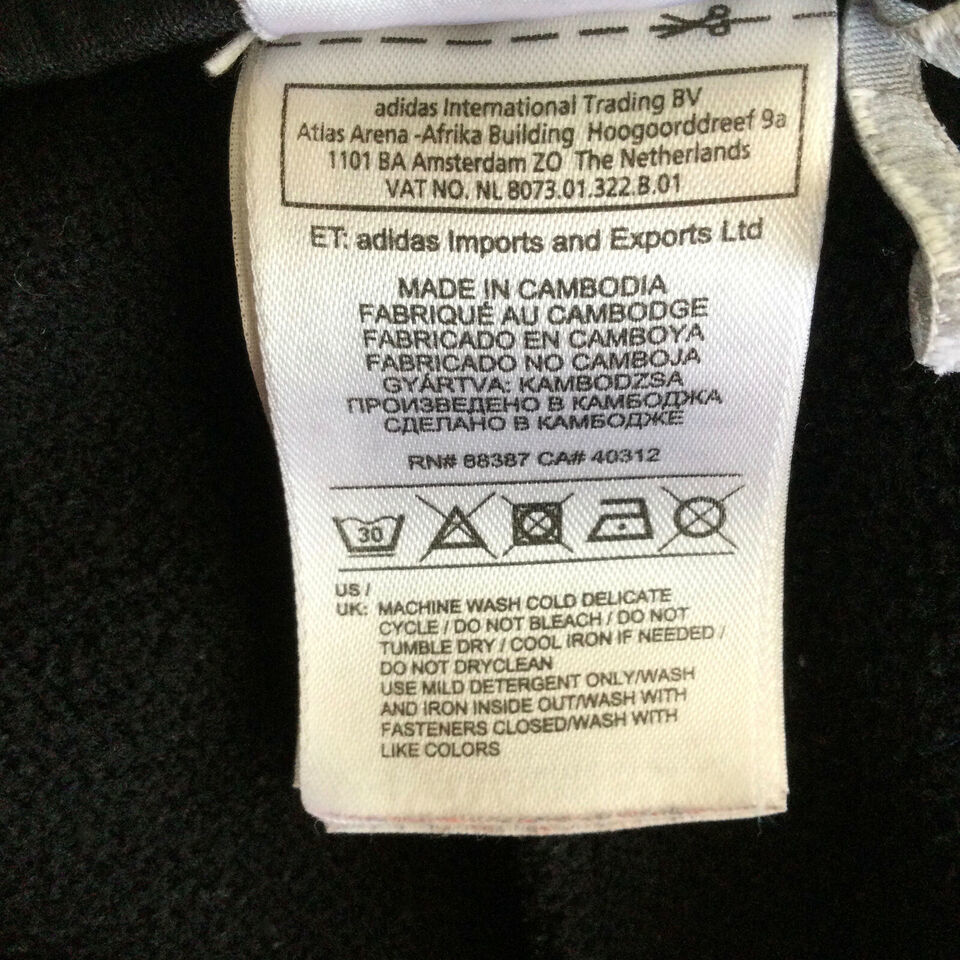 adidas International Trading BV
Atlas Arena -Afrika Building Hoogoorddreef 9a
1101 BA Amsterdam ZO The Netherlands
VAT NO. NL 8073.01.322.B.01
ET: adidas Imports and Exports Ltd
MADE IN CAMBODIA
FABRIQUÉ AU CAMBODGE
FABRICADO EN CAMBOYA
FABRICADO NO CAMBOJA
GYÁRTVA: KAMBODZSA
ПРОИЗВЕДЕНО В КАМБОДЖА
СДЕЛАНО В КАМБОДЖЕ
RN# 88387 CA# 40312
30
US /
UK: MACHINE WASH COLD DELICATE
CYCLE / DO NOT BLEACH / DO NOT
TUMBLE DRY / COOL IRON IF NEEDED /
DO NOT DRYCLEAN
USE MILD DETERGENT ONLY/WASH
AND IRON INSIDE OUT/WASH WITH
FASTENERS CLOSED/WASH WITH
LIKE COLORS